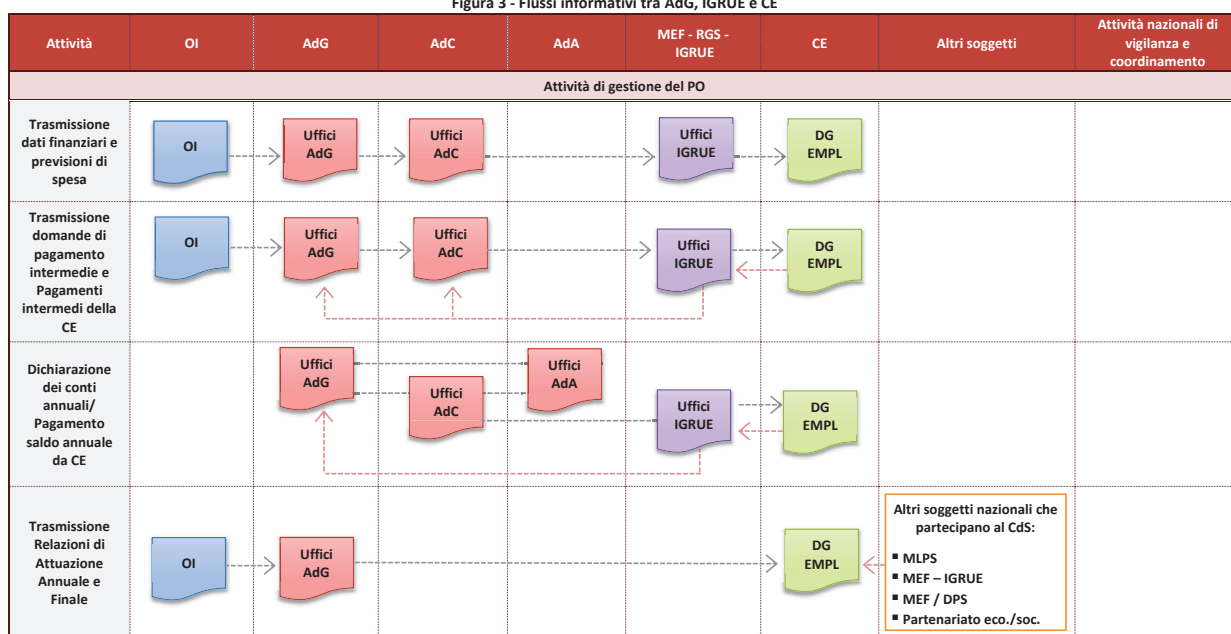 Figura 3 - Flussi informativi tra AdG, IGRUE e CE
Attività
OI
AdG
AdC
AdA
MEF - RGS -
IGRUE
CE
Altri soggetti
Attività nazionali di
vigilanza e
coordinamento
Attività di gestione del PO
Trasmissione
dati finanziari e
previsioni di
spesa
OI
Uffici
AdG
Uffici
AdC
Uffici
IGRUE
DG
EMPL
Trasmissione
domande di
pagamento
intermedie e
Pagamenti
intermedi della
CE
OI
Uffici
AdG
Uffici
AdC
Uffici
IGRUE
DG
EMPL
Dichiarazione
dei conti
annuali/
Pagamento
saldo annuale
da CE
Uffici
AdG
Uffici
AdC
Uffici
AdA
Uffici
IGRUE
DG
EMPL
Trasmissione
Relazioni di
Attuazione
Annuale e
Finale
OI
Uffici
AdG
DG
EMPL
Altri soggetti nazionali che
partecipano al CdS:
▪ MLPS
▪ MEF – IGRUE
▪ MEF / DPS
▪ Partenariato eco./soc.